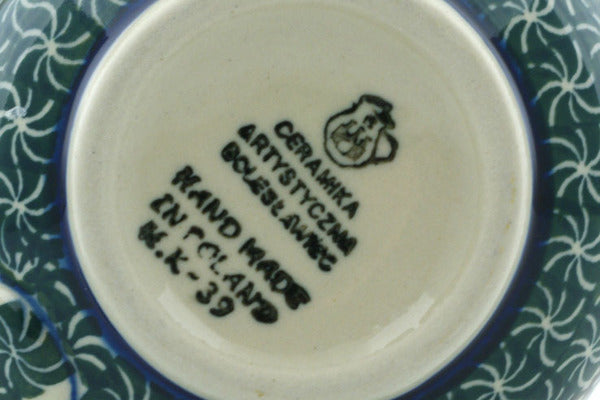 CERAMIKA
ARTYSTYCZNA
BOLESŁAWIEC
HAND MADE
IN POLAND
W.K-39